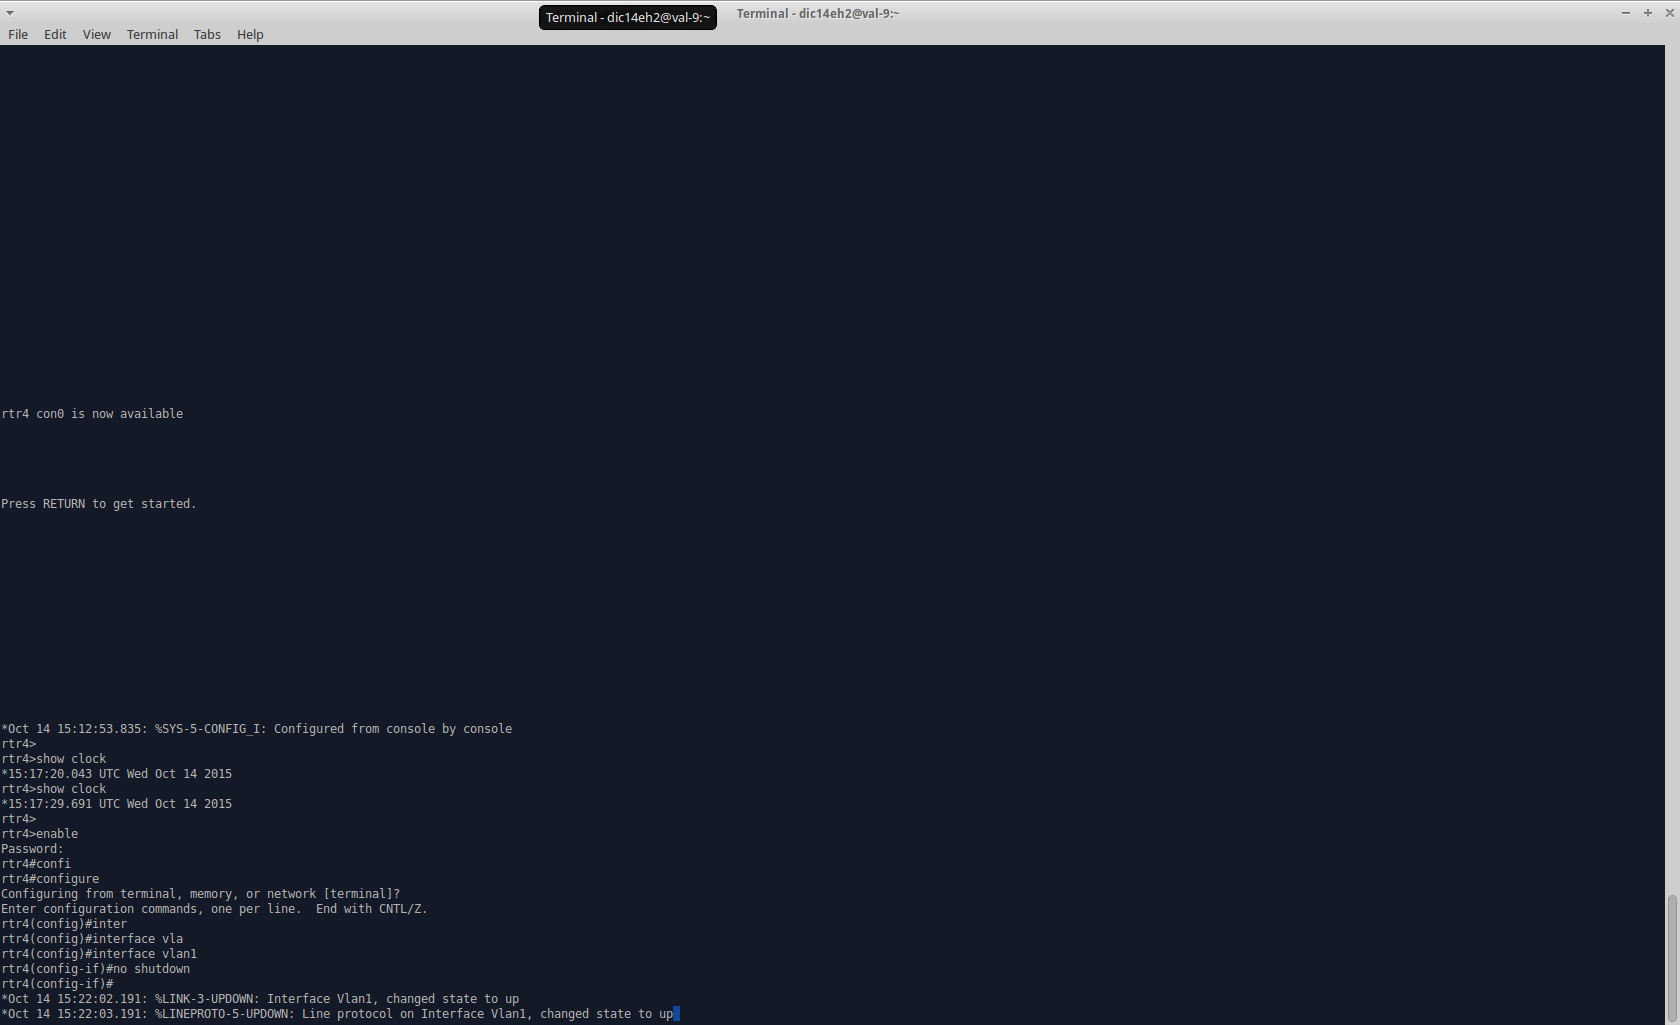 Terminal - dic14eh2@val-9:~
Terminal - dic14eh2@val-9:~
File Edit View Terminal Tabs Help
rtr4 con0 is now available
Press RETURN to get started.
*Oct 14 15:12:53.835: %SYS-5-CONFIG_I: Configured from console by console
rtr4>
rtr4>show clock
*15:17:20.043 UTC Wed Oct 14 2015
rtr4>show clock
*15:17:29.691 UTC Wed Oct 14 2015
rtr4>
rtr4>enable
Password:
rtr4#confi
rtr4#configure
Configuring from terminal, memory, or network [terminal]?
Enter configuration commands, one per line.  End with CNTL/Z.
rtr4(config)#inter
rtr4(config)#interface vla
rtr4(config)#interface vlan1
rtr4(config-if)#no shutdown
rtr4(config-if)#
*Oct 14 15:22:02.191: %LINK-3-UPDOWN: Interface Vlan1, changed state to up
*Oct 14 15:22:03.191: %LINEPROTO-5-UPDOWN: Line protocol on Interface Vlan1, changed state to up